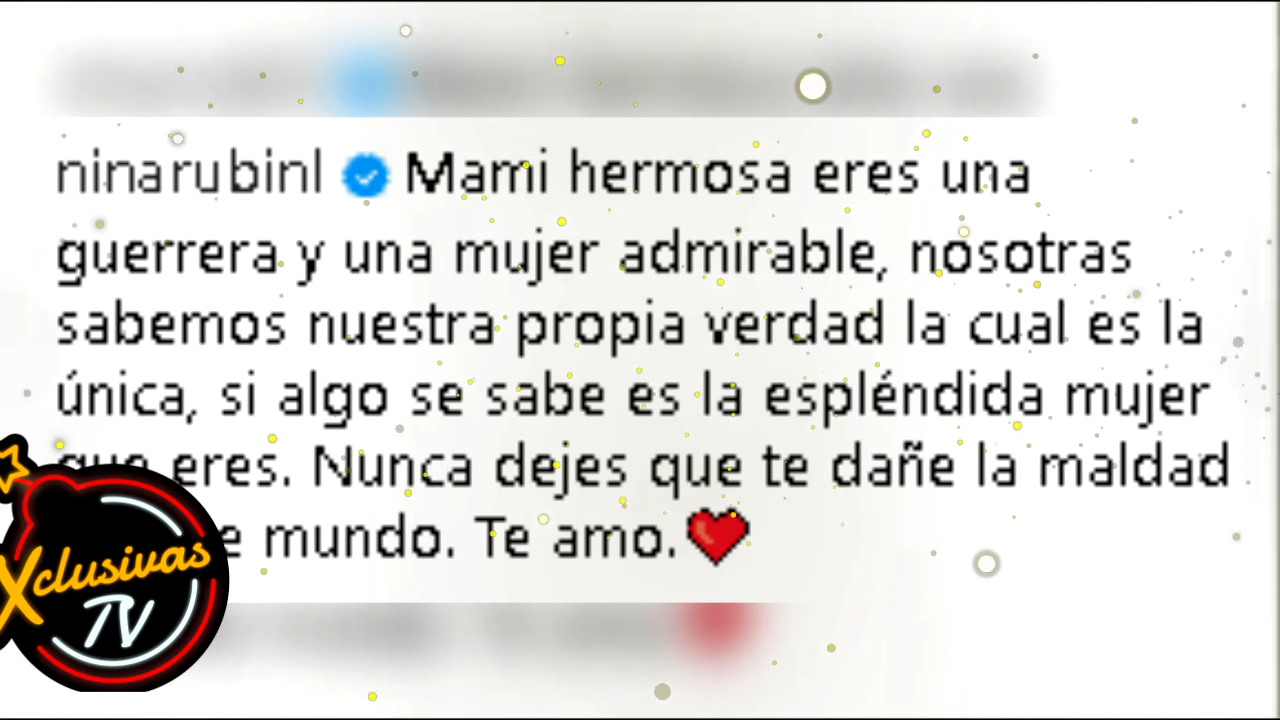 ninarubinl Mami hermosa eres una
guerrera y una mujer admirable, nosotras
sabemos nuestra propia verdad la cual es la
única, si algo se sabe es la espléndida mujer
que eres. Nunca dejes que te dañe la maldad
mundo. Te amo.❤️
Xclusivas
TV